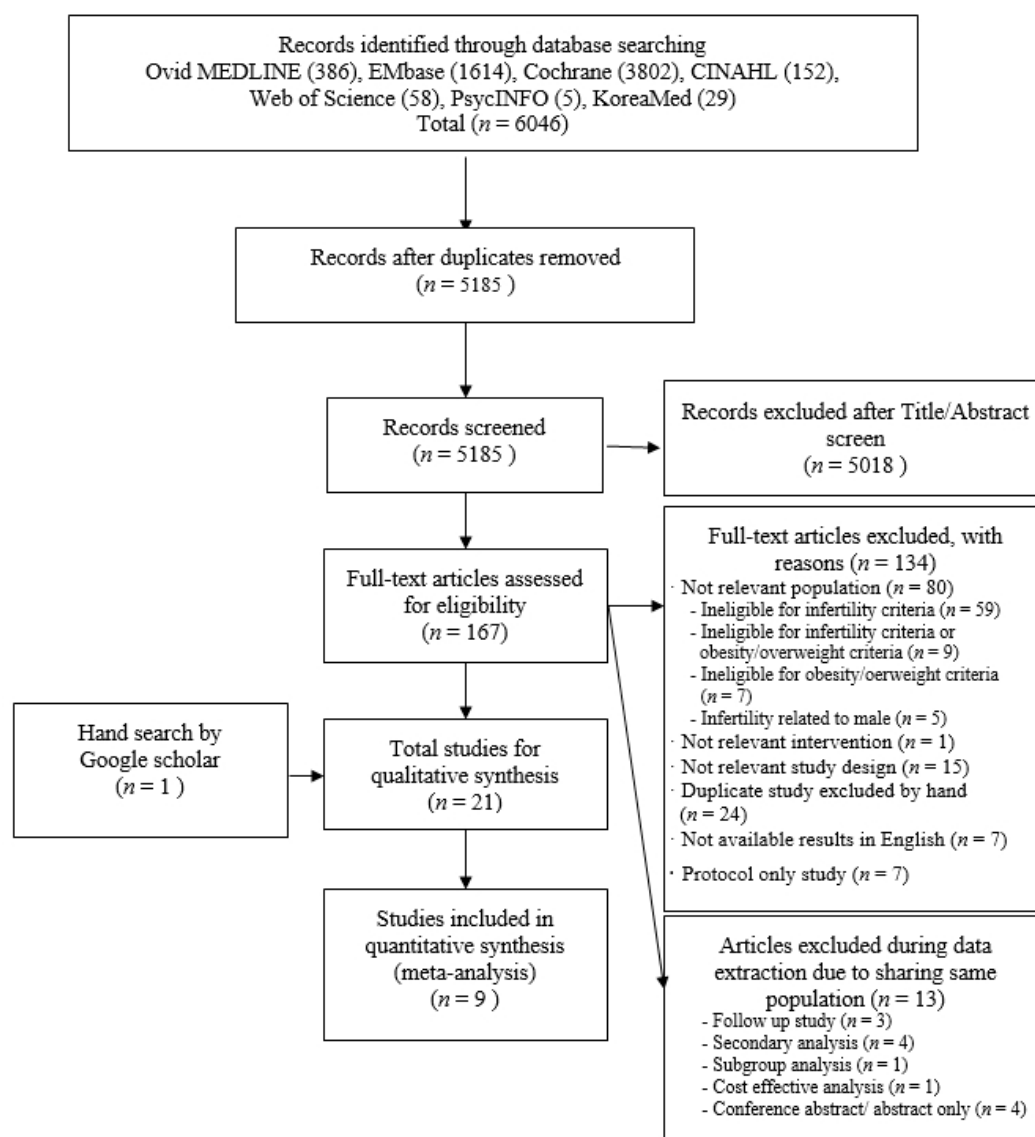 Records identified through database searching
Ovid MEDLINE (386), EMbase (1614), Cochrane (3802), CINAHL (152),
Web of Science (58), PsycINFO (5), KoreaMed (29)
Total (n = 6046)
Records after duplicates removed
(n = 5185 )
Records screened
(n = 5185 )
Records excluded after Title/Abstract
screen
(n = 5018 )
Full-text articles assessed
for eligibility
(n = 167)
Full-text articles excluded, with
reasons (n = 134)
· Not relevant population (n = 80)
- Ineligible for infertility criteria (n = 59)
- Ineligible for infertility criteria or
obesity/overweight criteria (n = 9)
- Ineligible for obesity/oerweight criteria
(n = 7)
- Infertility related to male (n = 5)
· Not relevant intervention (n = 1)
· Not relevant study design (n = 15)
· Duplicate study excluded by hand
(n = 24)
· Not available results in English (n = 7)
· Protocol only study (n = 7)
Hand search by
Google scholar
(n = 1 )
Total studies for
qualitative synthesis
(n = 21)
Studies included in
quantitative synthesis
(meta-analysis)
(n = 9 )
Articles excluded during data
extraction due to sharing same
population (n = 13)
- Follow up study (n = 3)
- Secondary analysis (n = 4)
- Subgroup analysis (n = 1)
- Cost effective analysis (n = 1)
- Conference abstract/ abstract only (n = 4)